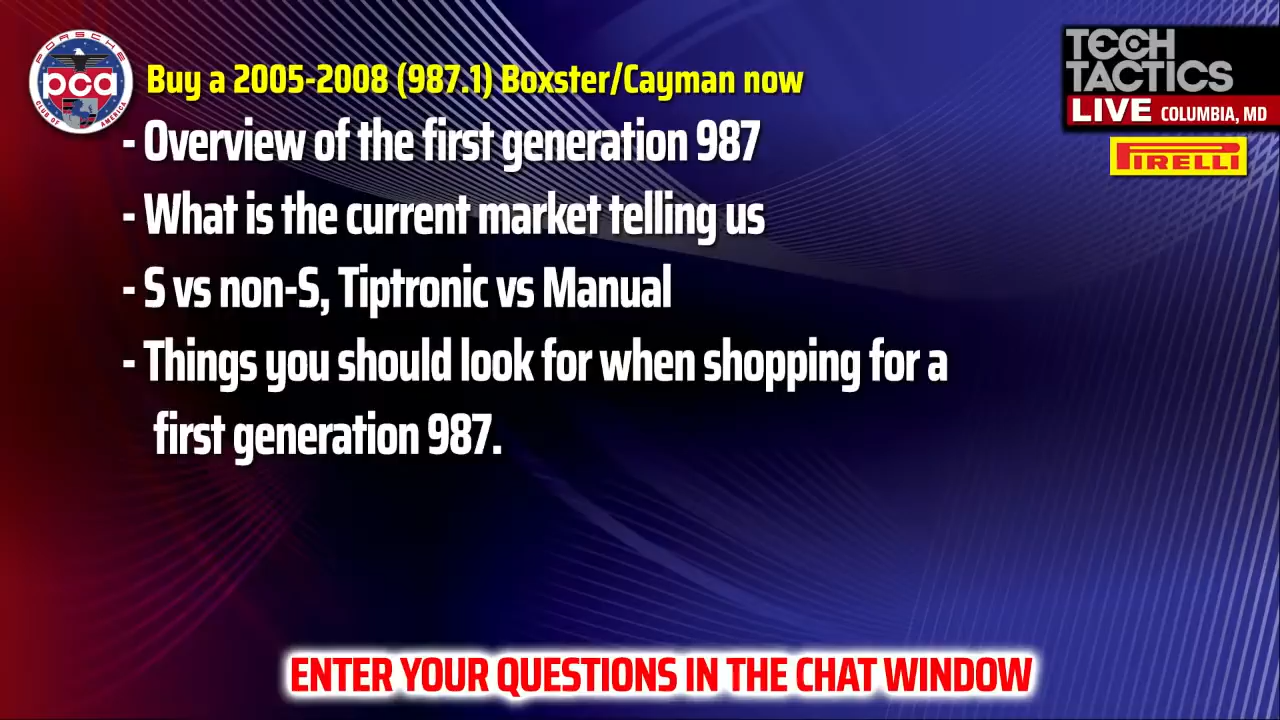 PORSCHE
pca
CLUB OF AMERICA
Buy a 2005-2008 (987.1) Boxster/Cayman now
- Overview of the first generation 987
- What is the current market telling us
- S vs non-S, Tiptronic vs Manual
- Things you should look for when shopping for a
first generation 987.
TECH
TACTICS
LIVE COLUMBIA, MD
PIRELLI
ENTER YOUR QUESTIONS IN THE CHAT WINDOW